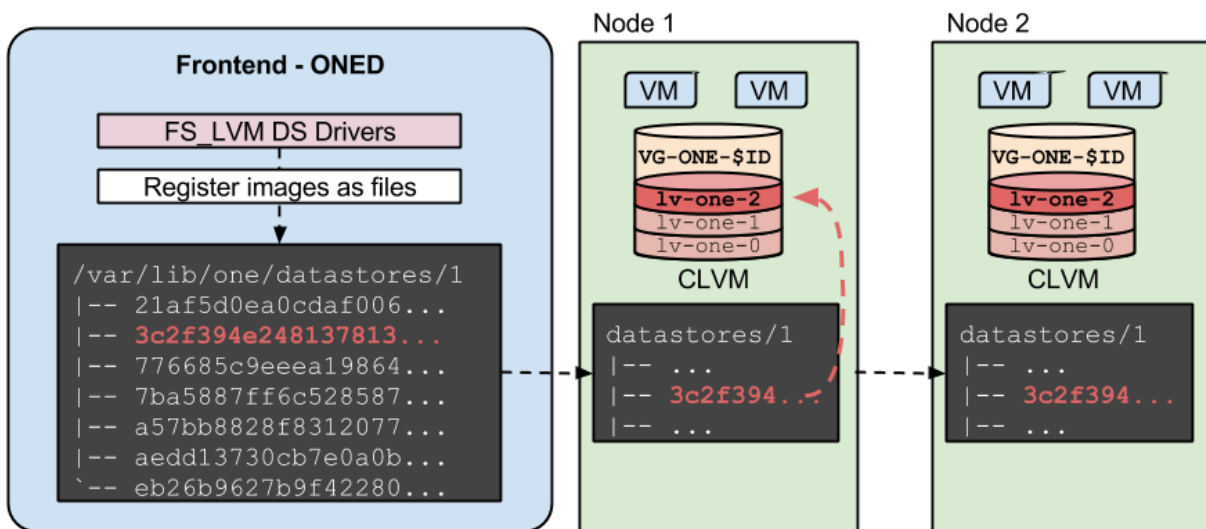 Frontend - ONED
FS_LVM DS Drivers
Register images as files
/var/lib/one/datastores/1
|-- 21af5d0ea0cdaf006...
|-- 3c2f394e248137813...
|-- 776685c9eeea19864...
|-- 7ba5887ff6c528587...
|-- a57bb8828f8312077...
|-- aedd13730cb7e0a0b...
`-- eb26b9627b9f42280...
Node 1
VM VM
VG-ONE-$ID
lv-one-2
lv-one-1
lv-one-0
CLVM
datastores/1
|-- ...
|-- 3c2f394...
|-- ...
Node 2
VM VM
VG-ONE-$ID
lv-one-2
lv-one-1
lv-one-0
CLVM
datastores/1
|-- ...
|-- 3c2f394...
|-- ...